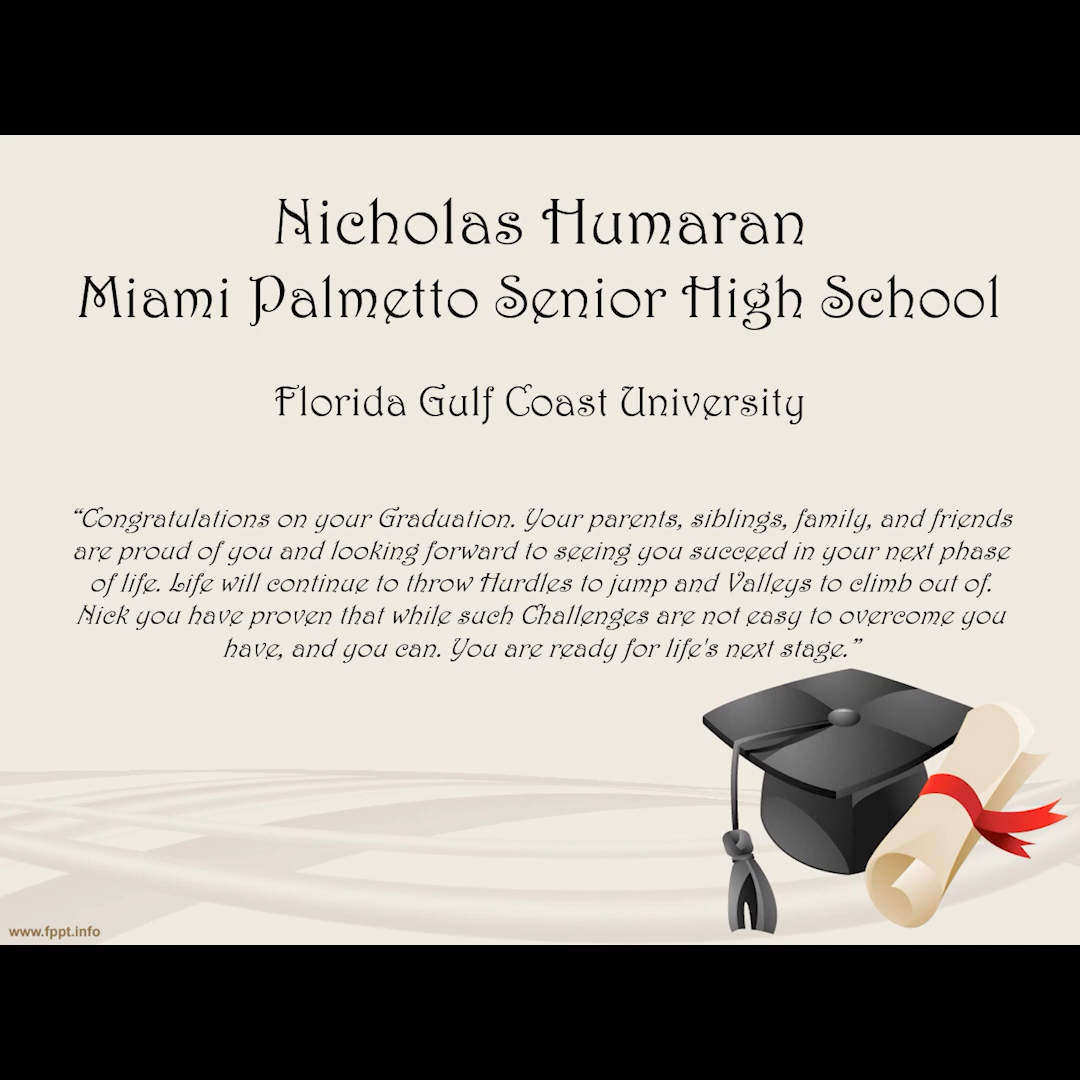 Nicholas Humaran
Miami Palmetto Senior High School
Florida Gulf Coast University
“Congratulations on your Graduation. Your parents, siblings, family, and friends
are proud of you and looking forward to seeing you succeed in your next phase
of life. Life will continue to throw Hurdles to jump and Valleys to climb out of.
Nick you have proven that while such Challenges are not easy to overcome you
have, and you can. You are ready for life's next stage.”
www.fppt.info